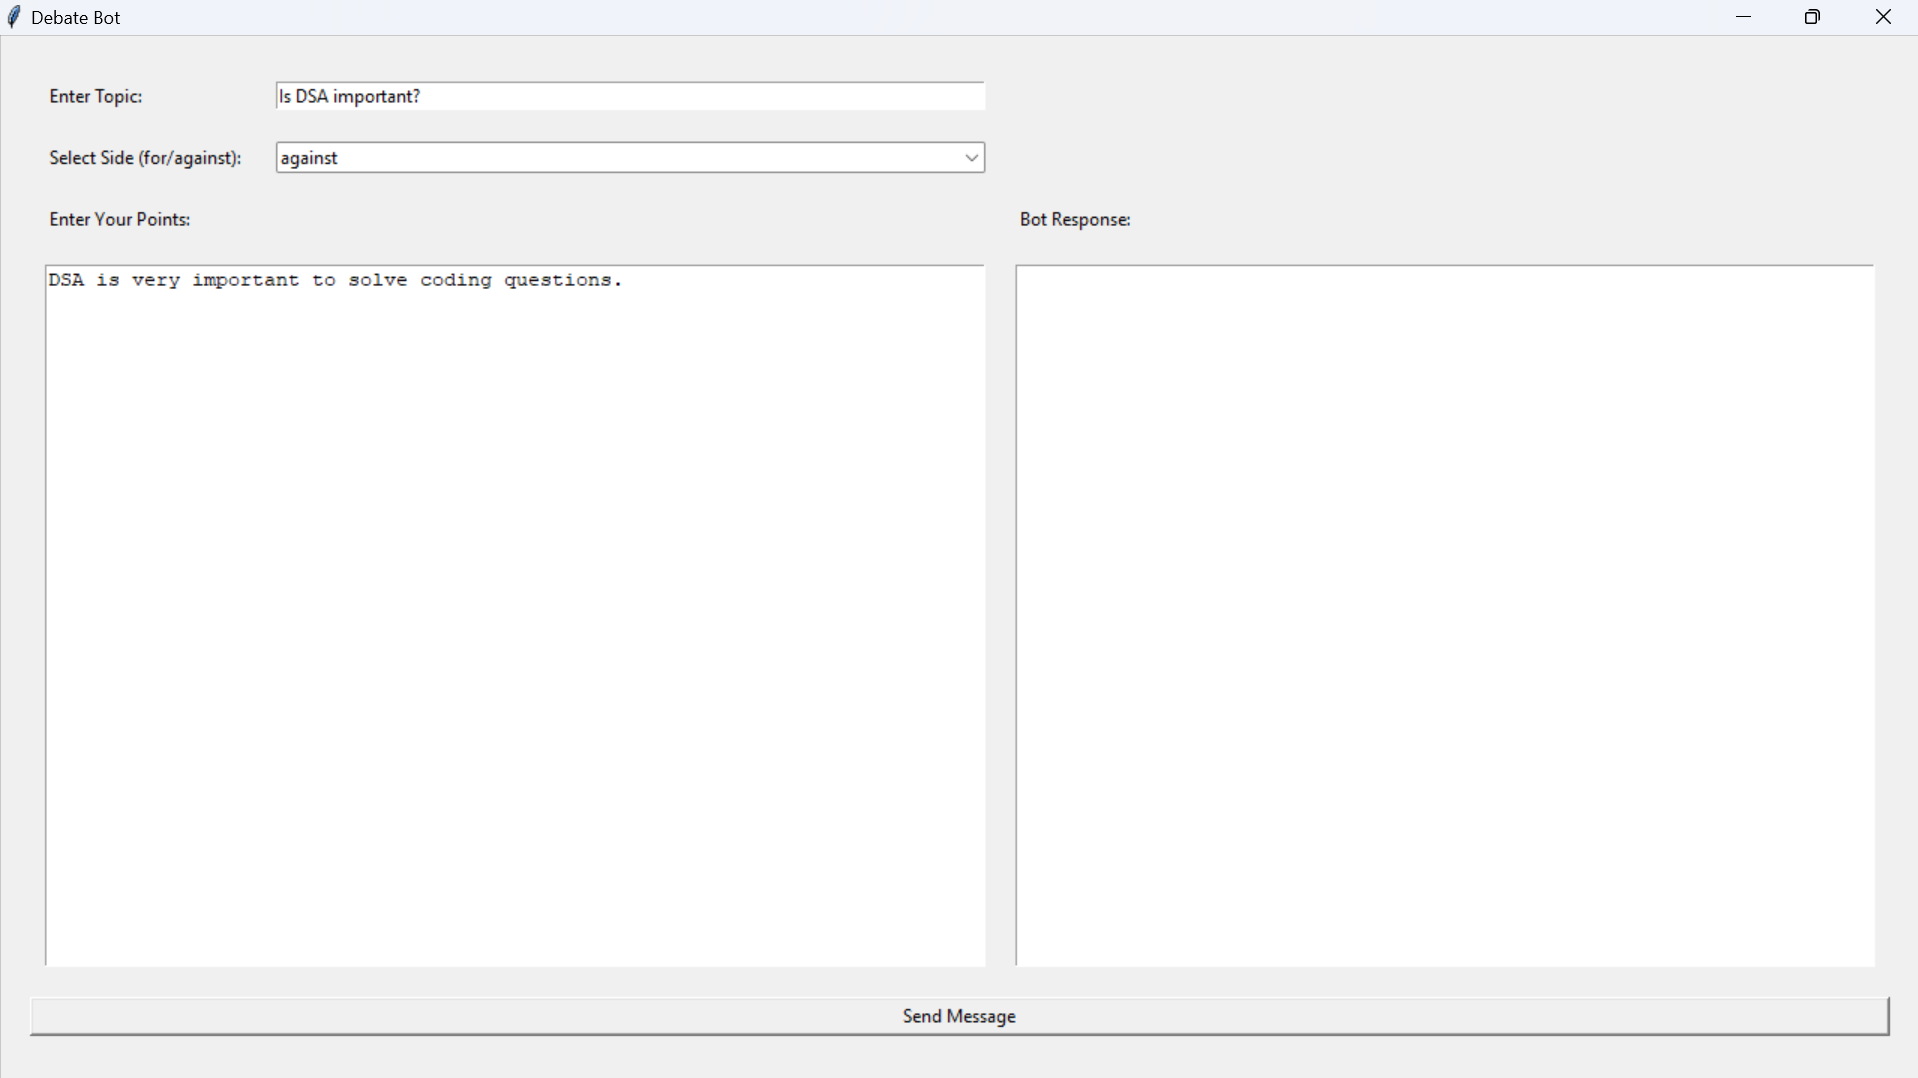 Debate Bot
Enter Topic:
Is DSA important?
Select Side (for/against):
against
Enter Your Points:
Bot Response:
DSA is very important to solve coding questions.
Send Message